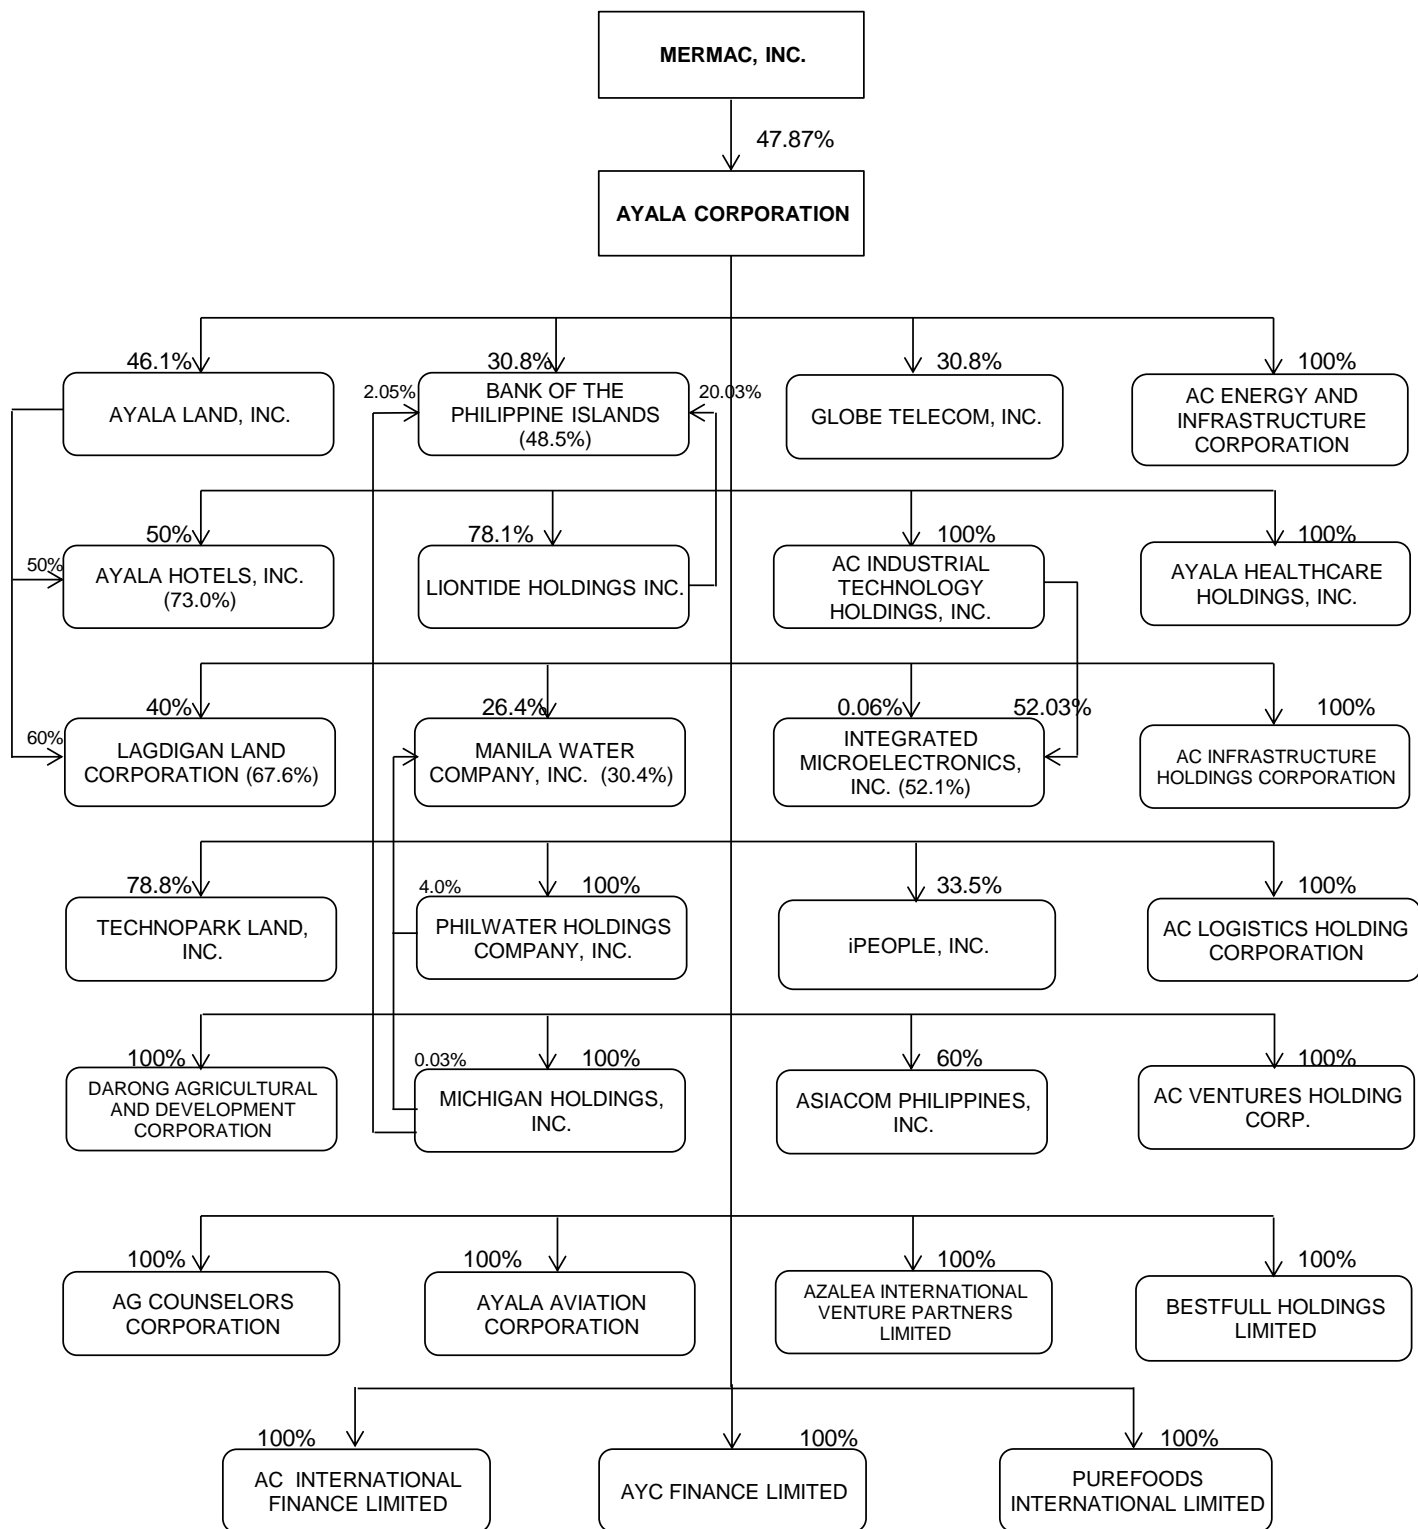 MERMAC, INC.
47.87%
AYALA CORPORATION
46.1%
30.8%
30.8%
100%
2.05%
20.03%
AYALA LAND, INC.
BANK OF THE
PHILIPPINE ISLANDS
(48.5%)
GLOBE TELECOM, INC.
AC ENERGY AND
INFRASTRUCTURE
CORPORATION
50%
78.1%
100%
100%
50%
AYALA HOTELS, INC.
(73.0%)
LIONTIDE HOLDINGS INC.
AC INDUSTRIAL
TECHNOLOGY
HOLDINGS, INC.
AYALA HEALTHCARE
HOLDINGS, INC.
40%
26.4%
0.06%
52.03%
100%
60%
LAGDIGAN LAND
CORPORATION (67.6%)
MANILA WATER
COMPANY, INC. (30.4%)
INTEGRATED
MICROELECTRONICS,
INC. (52.1%)
AC INFRASTRUCTURE
HOLDINGS CORPORATION
78.8%
4.0%
100%
33.5%
100%
TECHNOPARK LAND,
INC.
PHILWATER HOLDINGS
COMPANY, INC.
iPEOPLE, INC.
AC LOGISTICS HOLDING
CORPORATION
100%
0.03%
100%
60%
100%
DARONG AGRICULTURAL
AND DEVELOPMENT
CORPORATION
MICHIGAN HOLDINGS,
INC.
ASIACOM PHILIPPINES,
INC.
AC VENTURES HOLDING
CORP.
100%
100%
100%
100%
AG COUNSELORS
CORPORATION
AYALA AVIATION
CORPORATION
AZALEA INTERNATIONAL
VENTURE PARTNERS
LIMITED
BESTFULL HOLDINGS
LIMITED
100%
100%
100%
AC INTERNATIONAL
FINANCE LIMITED
AYC FINANCE LIMITED
PUREFOODS
INTERNATIONAL LIMITED